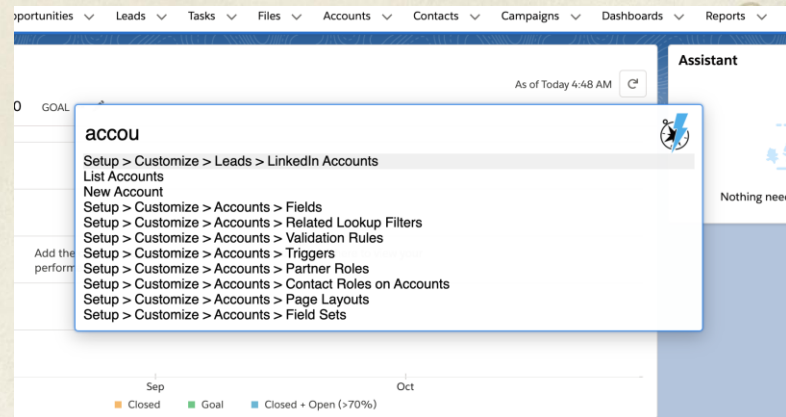 Leads Tasks Files Accounts Contacts Campaigns Dashboards Reports
Assistant
As of Today 4:48 AM
GOAL
accou
Setup > Customize > Leads > LinkedIn Accounts
List Accounts
New Account
Setup > Customize > Accounts > Fields
Setup > Customize > Accounts > Related Lookup Filters
Setup > Customize > Accounts > Validation Rules
Setup > Customize > Accounts > Triggers
Setup > Customize > Accounts > Partner Roles
Setup > Customize > Accounts > Contact Roles on Accounts
Setup > Customize > Accounts > Page Layouts
Setup > Customize > Accounts > Field Sets
Nothing
Add the
Sep Oct
Closed Goal Closed + Open (>70%)